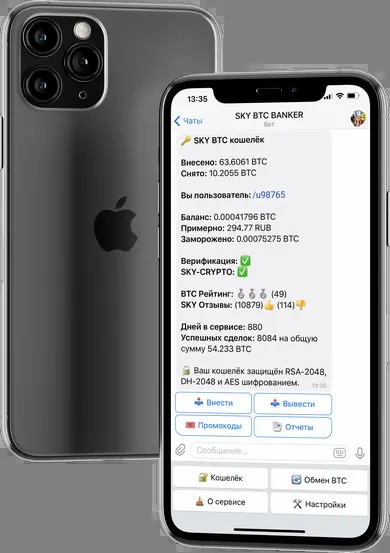 13:35
Чаты
SKY BTC BANKER
бот
🔑 SKY BTC кошелёк
Внесено: 63.6061 BTC
Снято: 10.2055 BTC
Вы пользователь: /u98765
Баланс: 0.00041796 BTC
Примерно: 294.77 RUB
Заморожено: 0.00075275 BTC
Верификация: ✅
SKY-CRYPTO: ✅
BTC Рейтинг: 🥈🥈🥈 (49)
SKY Отзывы: (10879)👍 (114)👎
Дней в сервисе: 880
Успешных сделок: 8084 на общую
сумму 54.233 BTC
🔒 Ваш кошелёк защищён RSA-2048,
DH-2048 и AES шифрованием.
13:35
📥 Внести
📤 Вывести
Промокоды
Отчеты
Сообщение...
🔐 Кошелёк
🔄 Обмен BTC
О сервисе
🛠 Настройки